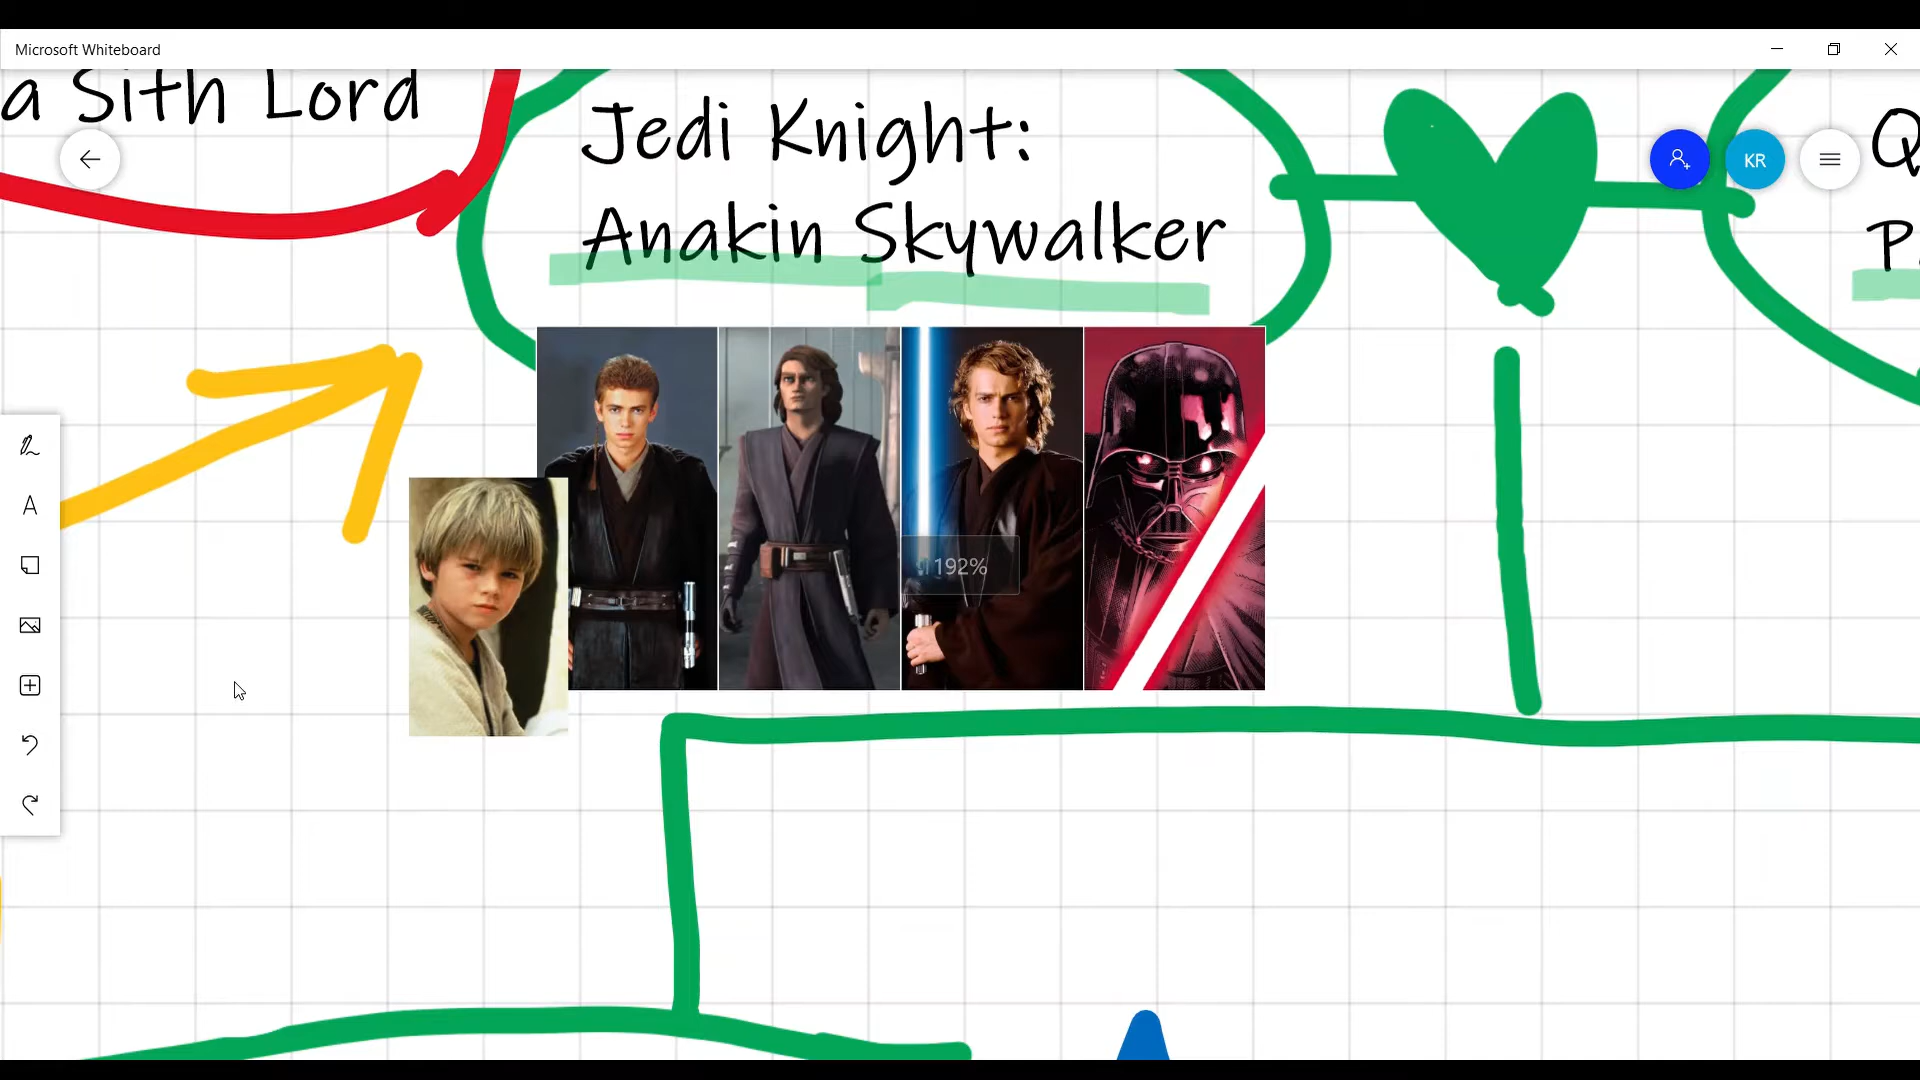 Microsoft Whiteboard
a Sith Lord
Jedi Knight:
Anakin Skywalker
KR
Q
P
A
192%